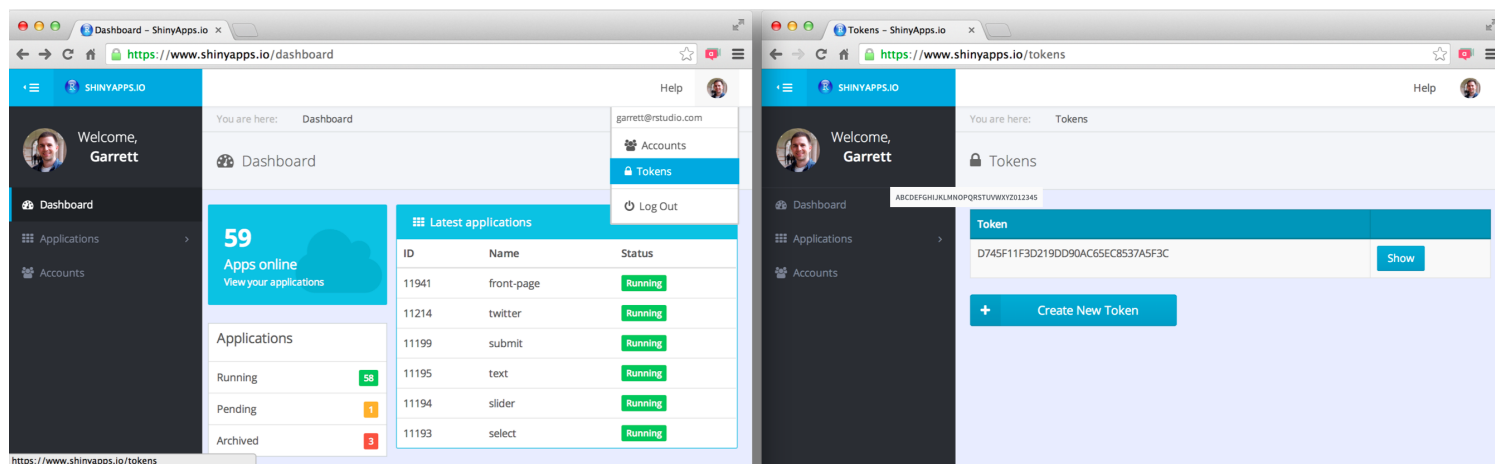 Dashboard – ShinyApps.io
https://www.shinyapps.io/dashboard
SHINYAPPS.IO
Help
Welcome,
Garrett
Dashboard
Applications
Accounts
You are here: Dashboard
Dashboard
garrett@rstudio.com
Accounts
Tokens
Log Out
59
Apps online
View your applications
Applications
Running 58
Pending 1
Archived 3
Latest applications
ID Name Status
11941 front-page Running
11214 twitter Running
11199 submit Running
11195 text Running
11194 slider Running
11193 select Running
https://www.shinyapps.io/tokens
Tokens – ShinyApps.io
https://www.shinyapps.io/tokens
SHINYAPPS.IO
Help
Welcome,
Garrett
Dashboard
Applications
Accounts
You are here: Tokens
Tokens
ABCDEFGHIJKLMNOPQRSTUVWXYZ012345
Token
D745F11F3D219DD90AC65EC8537A5F3C Show
Create New Token